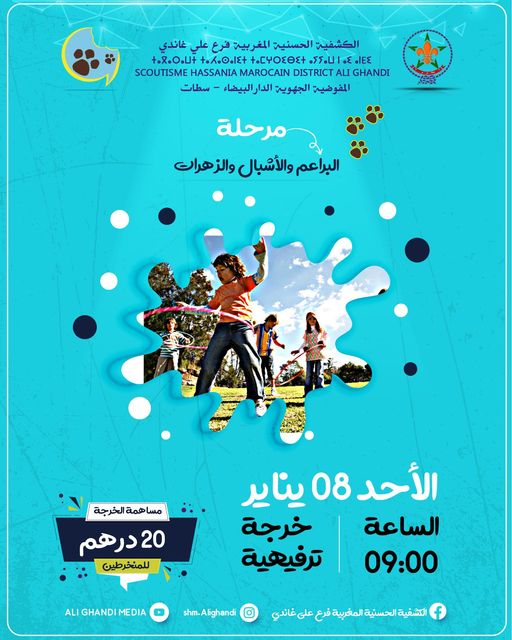 الكشفية الحسنية المغربية فرع علي غاندي
SCOUTISME HASSANIA MAROCAIN DISTRICT ALI GHANDI
المفوضية الجهوية الدار البيضاء - سطات
مرحلة
البراعم والأشبال والزهرات
الأحد 08 يناير
الساعة
09:00
خرجة
ترفيهية
مساهمة الخرجة
20 درهم
للمنخرطين
الكشفية الحسنية المغربية فرع علي غاندي
shm.Alighandi
ALI GHANDI MEDIA